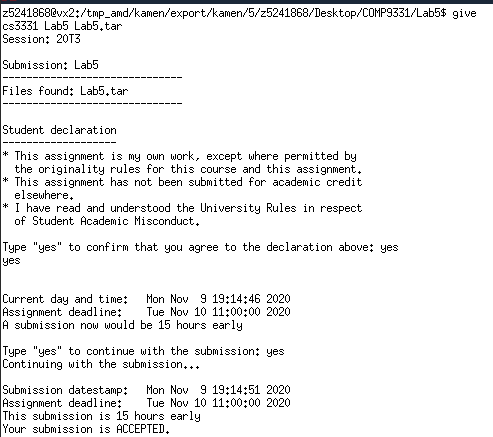 z5241868@vx2:/tmp_amd/kamen/export/kamen/5/z5241868/Desktop/COMP9331/Lab5$ give
cs3331 Lab5 Lab5.tar
Session: 20T3
Submission: Lab5
------------------------------
Files found: Lab5.tar
------------------------------
Student declaration
-------------------
* This assignment is my own work, except where permitted by
the originality rules for this course and this assignment.
* This assignment has not been submitted for academic credit
elsewhere.
* I have read and understood the University Rules in respect
of Student Academic Misconduct.
Type "yes" to confirm that you agree to the declaration above: yes
yes
Current day and time:   Mon Nov  9 19:14:46 2020
Assignment deadline:    Tue Nov 10 11:00:00 2020
A submission now would be 15 hours early
Type "yes" to continue with the submission: yes
Continuing with the submission...
Submission datestamp:   Mon Nov  9 19:14:51 2020
Assignment deadline:    Tue Nov 10 11:00:00 2020
This submission is 15 hours early
Your submission is ACCEPTED.